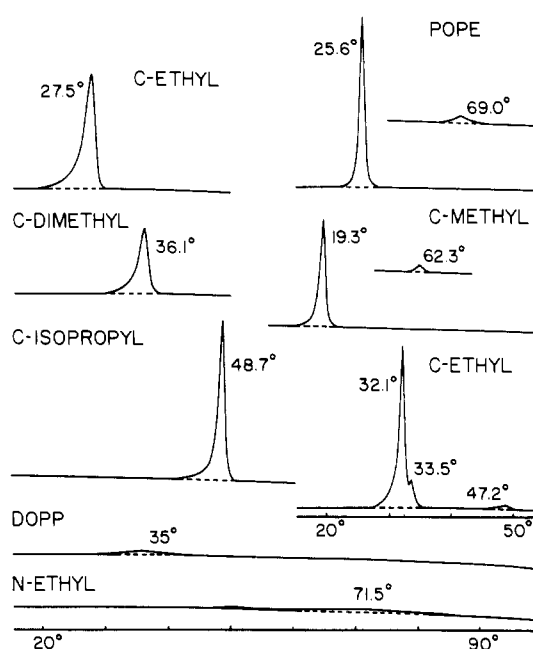 C-ETHYL
27.5°
POPE
25.6°
69.0°
C-DIMETHYL
36.1°
C-METHYL
19.3°
62.3°
C-ISOPROPYL
48.7°
C-ETHYL
32.1°
33.5°
47.2°
20° 50°
DOPP
35°
N-ETHYL
71.5°
20° 90°